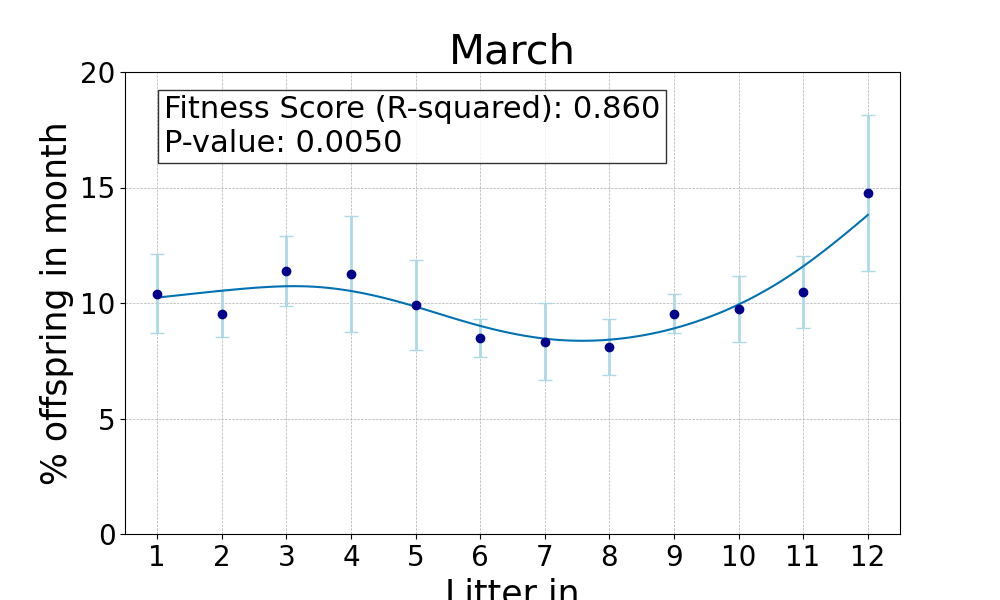 March
Fitness Score (R-squared): 0.860
P-value: 0.0050
% offspring in month
20
15
10
5
0
1 2 3 4 5 6 7 8 9 10 11 12
Litter in